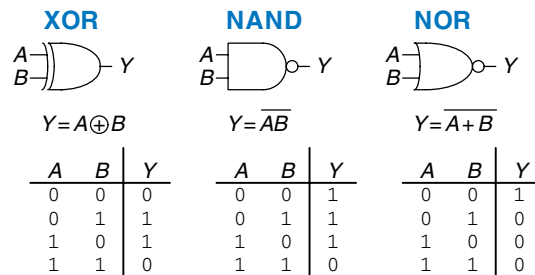 XOR NAND NOR
A B Y A B Y A B Y
Y = A ⊕ B Y = \overline{AB} Y = \overline{A + B}
A B Y A B Y A B Y
0 0 0 0 0 1 0 0 1
0 1 1 0 1 1 0 1 0
1 0 1 1 0 1 1 0 0
1 1 0 1 1 0 1 1 0